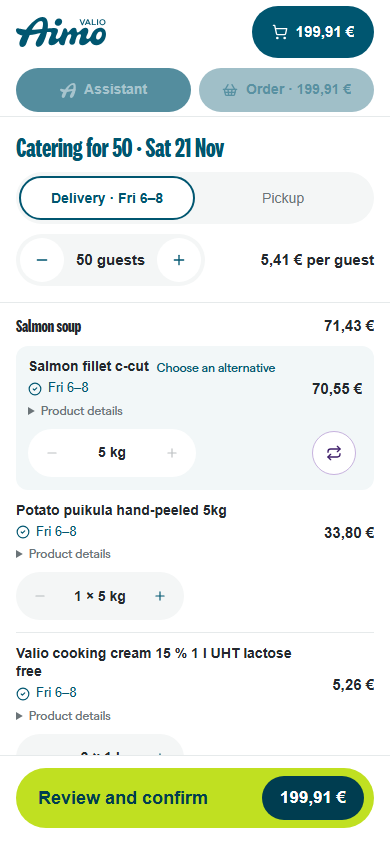 VALIO
Aimo
199,91 €
Assistant
Order · 199,91 €
Catering for 50 · Sat 21 Nov
Delivery · Fri 6–8
Pickup
− 50 guests +
5,41 € per guest
Salmon soup
71,43 €
Salmon fillet c-cut Choose an alternative
Fri 6–8
70,55 €
Product details
− 5 kg +
Potato puikula hand-peeled 5kg
Fri 6–8
33,80 €
Product details
− 1 × 5 kg +
Valio cooking cream 15 % 1 l UHT lactose
free
5,26 €
Fri 6–8
Product details
Review and confirm
199,91 €